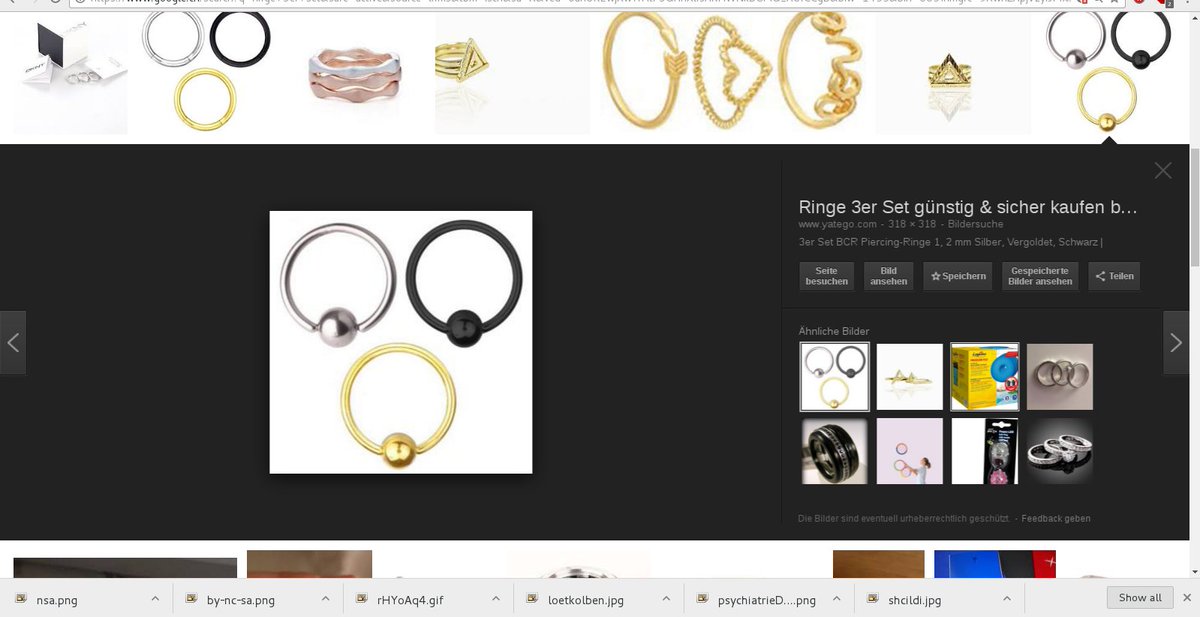 Ringe 3er Set günstig & sicher kaufen b...
www.yatego.com - 318 × 318 - Bildersuche
3er Set BCR Piercing-Ringe 1, 2 mm Silber, Vergoldet, Schwarz |
Seite besuchen
Bild ansehen
Speichern
Gespeicherte Bilder ansehen
Teilen
Ähnliche Bilder
Die Bilder sind eventuell urheberrechtlich geschützt. - Feedback geben
nsa.png
by-nc-sa.png
rHYoAq4.gif
loetkolben.jpg
psychiatrieD....png
shcildi.jpg
Show all